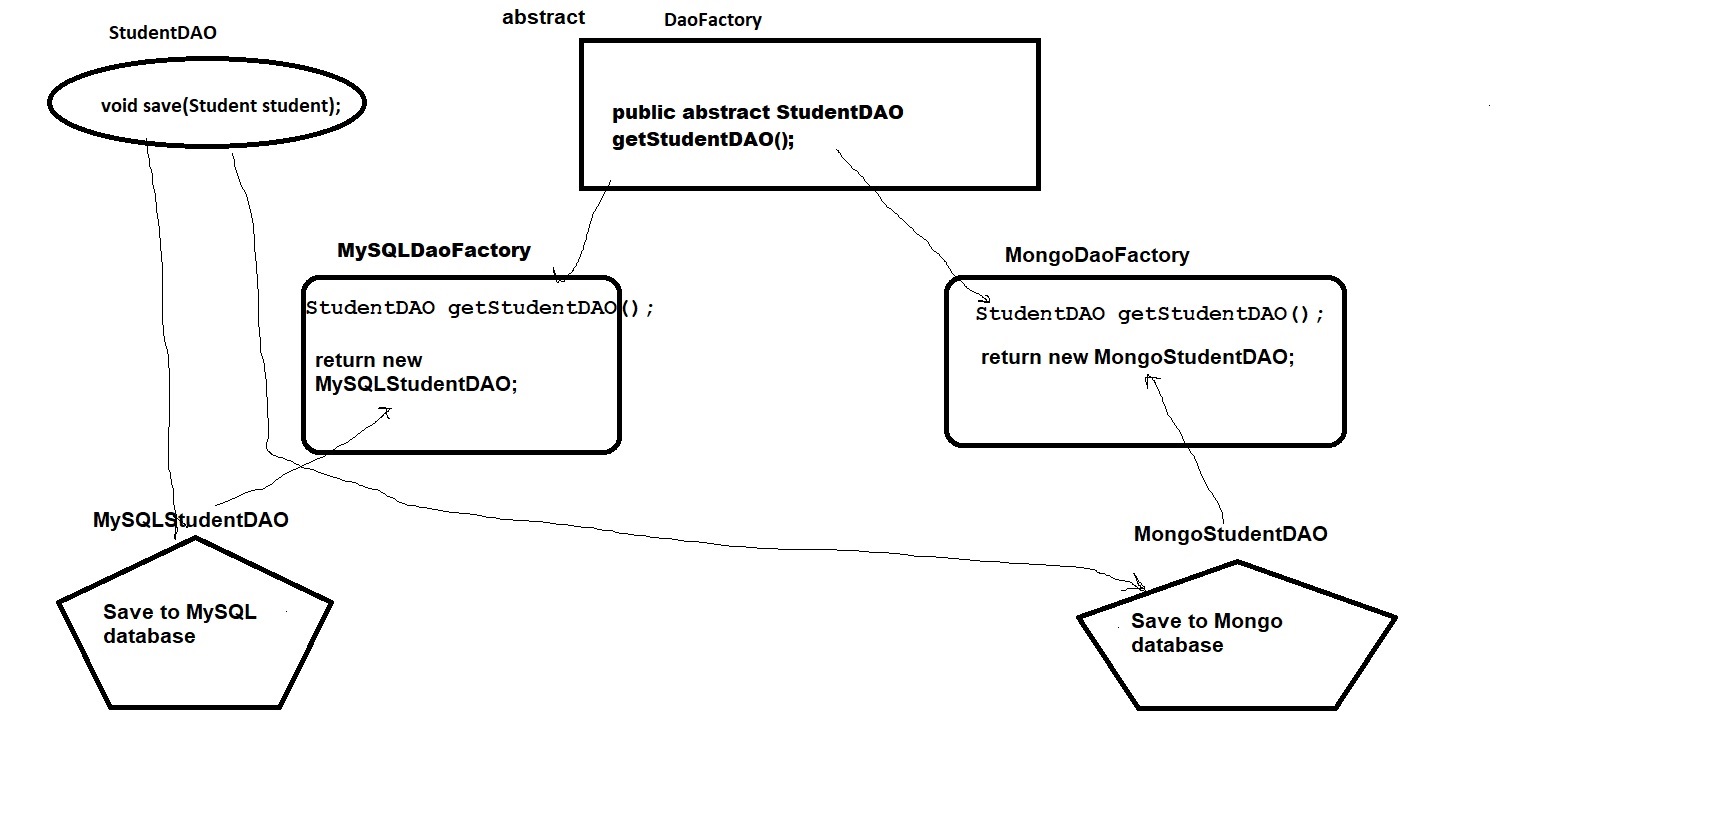 StudentDAO
void save(Student student);
abstract
DaoFactory
public abstract StudentDAO
getStudentDAO();
MySQLDaoFactory
StudentDAO getStudentDAO();
return new
MySQLStudentDAO;
MongoDaoFactory
StudentDAO getStudentDAO();
return new MongoStudentDAO;
MySQLStudentDAO
Save to MySQL
database
MongoStudentDAO
Save to Mongo
database